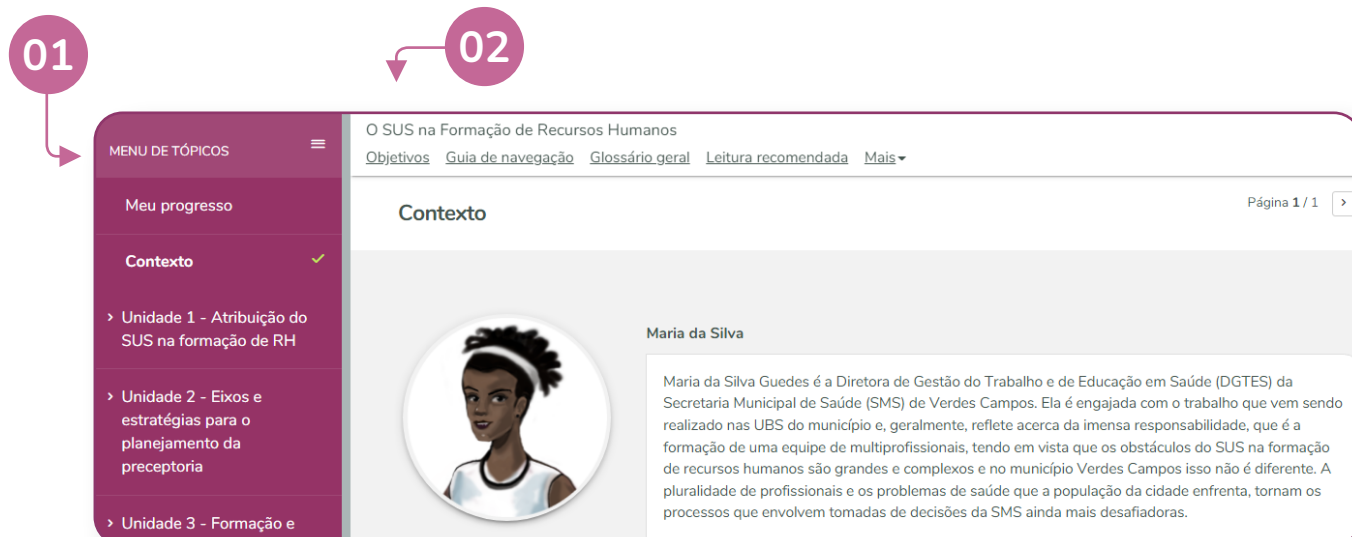 01
02
MENU DE TÓPICOS
Meu progresso
Contexto
Unidade 1 - Atribuição do
SUS na formação de RH
Unidade 2 - Eixos e
estratégias para o
planejamento da
preceptoria
Unidade 3 - Formação e
O SUS na Formação de Recursos Humanos
Objetivos Guia de navegação Glossário geral Leitura recomendada Mais
Contexto
Página 1 / 1
Maria da Silva
Maria da Silva Guedes é a Diretora de Gestão do Trabalho e de Educação em Saúde (DGTES) da
Secretaria Municipal de Saúde (SMS) de Verdes Campos. Ela é engajada com o trabalho que vem sendo
realizado nas UBS do município e, geralmente, reflete acerca da imensa responsabilidade, que é a
formação de uma equipe de multiprofissionais, tendo em vista que os obstáculos do SUS na formação
de recursos humanos são grandes e complexos e no município Verdes Campos isso não é diferente. A
pluralidade de profissionais e os problemas de saúde que a população da cidade enfrenta, tornam os
processos que envolvem tomadas de decisões da SMS ainda mais desafiadoras.